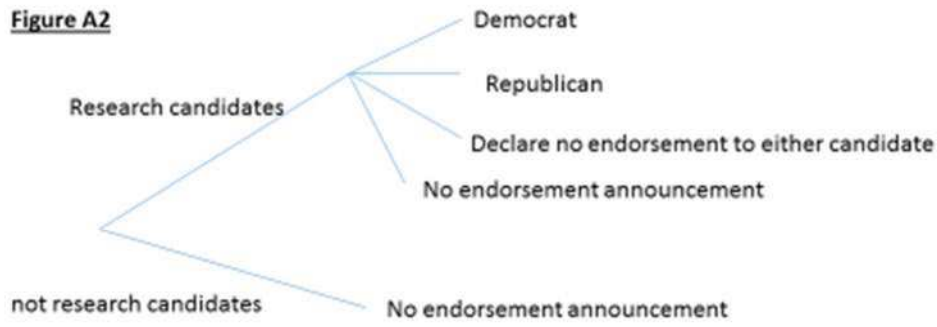 Figure A2
Democrat
Republican
Research candidates
Declare no endorsement to either candidate
No endorsement announcement
not research candidates
No endorsement announcement